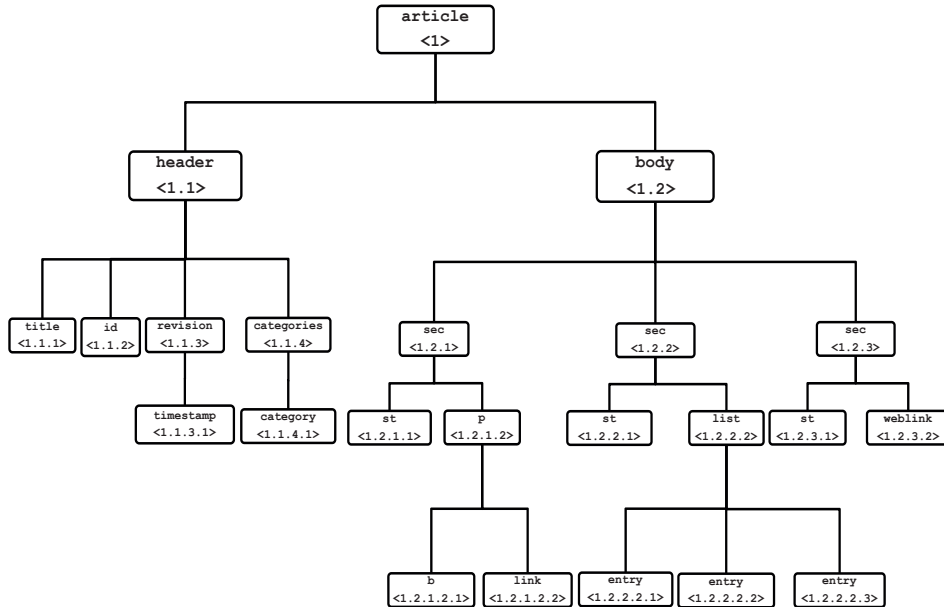 article
<1>
header
<1.1>
body
<1.2>
title
<1.1.1>
id
<1.1.2>
revision
<1.1.3>
categories
<1.1.4>
sec
<1.2.1>
sec
<1.2.2>
sec
<1.2.3>
timestamp
<1.1.3.1>
category
<1.1.4.1>
st
<1.2.1.1>
p
<1.2.1.2>
st
<1.2.2.1>
list
<1.2.2.2>
st
<1.2.3.1>
weblink
<1.2.3.2>
b
<1.2.1.2.1>
link
<1.2.1.2.2>
entry
<1.2.2.2.1>
entry
<1.2.2.2.2>
entry
<1.2.2.2.3>